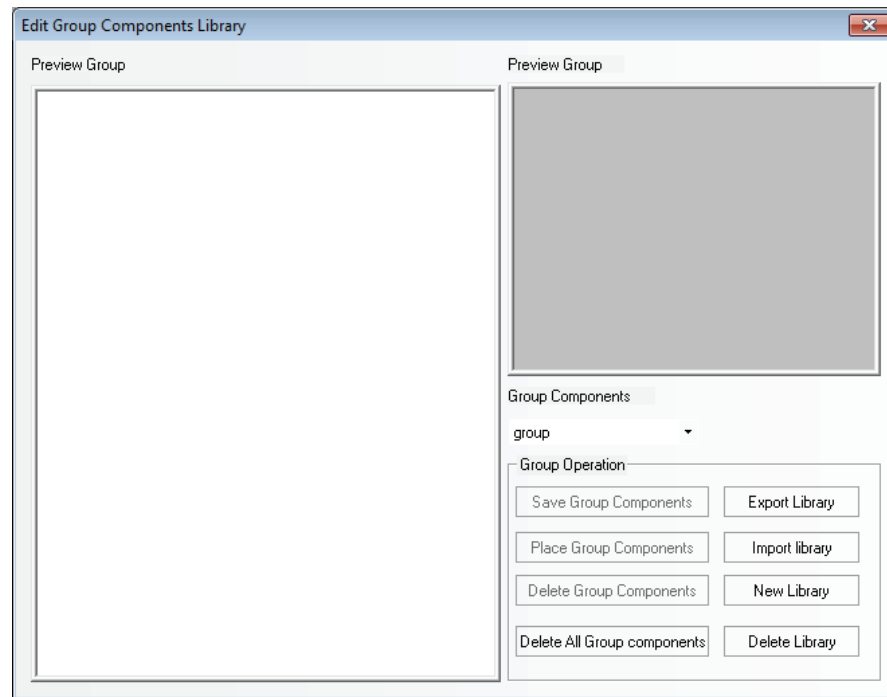 Edit Group Components Library
Preview Group
Preview Group
Group Components
group
Group Operation
Save Group Components
Export Library
Place Group Components
Import library
Delete Group Components
New Library
Delete All Group components
Delete Library